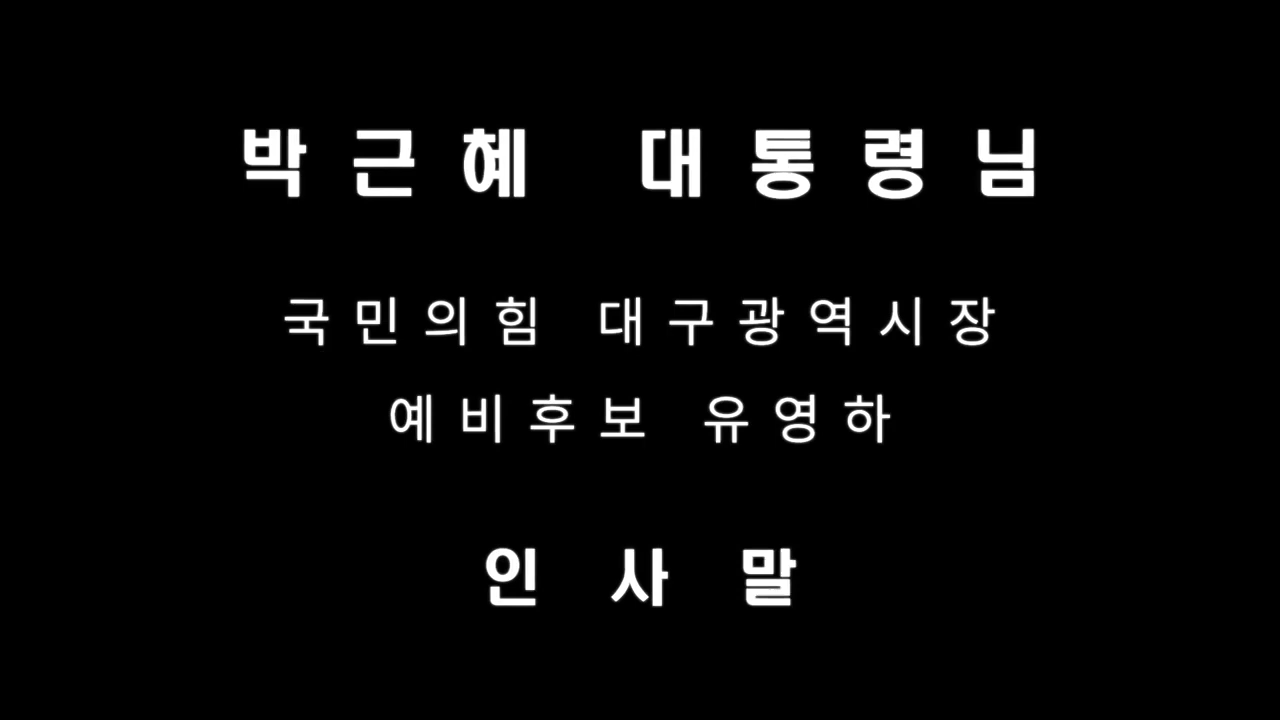 박근혜 대통령님
국민의힘 대구광역시장
예비후보 유영하
인사말